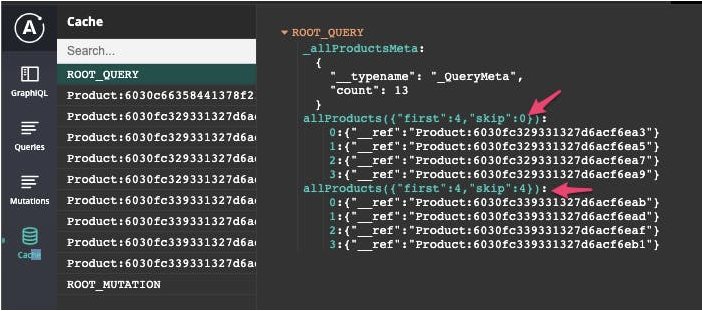 Cache
Search...
GraphiQL
Queries
Mutations
Cache
ROOT_QUERY
Product:6030c66358441378f2
Product:6030fc329331327d6a
Product:6030fc329331327d6a
Product:6030fc329331327d6a
Product:6030fc329331327d6a
Product:6030fc339331327d6a
Product:6030fc339331327d6a
Product:6030fc339331327d6a
Product:6030fc339331327d6a
ROOT_MUTATION
ROOT_QUERY
_allProductsMeta:
{
"__typename": "_QueryMeta",
"count": 13
}
allProducts({"first":4,"skip":0}):
0:{"__ref":"Product:6030fc329331327d6acf6ea3"}
1:{"__ref":"Product:6030fc329331327d6acf6ea5"}
2:{"__ref":"Product:6030fc329331327d6acf6ea7"}
3:{"__ref":"Product:6030fc329331327d6acf6ea9"}
allProducts({"first":4,"skip":4}):
0:{"__ref":"Product:6030fc339331327d6acf6eab"}
1:{"__ref":"Product:6030fc339331327d6acf6ead"}
2:{"__ref":"Product:6030fc339331327d6acf6eaf"}
3:{"__ref":"Product:6030fc339331327d6acf6eb1"}